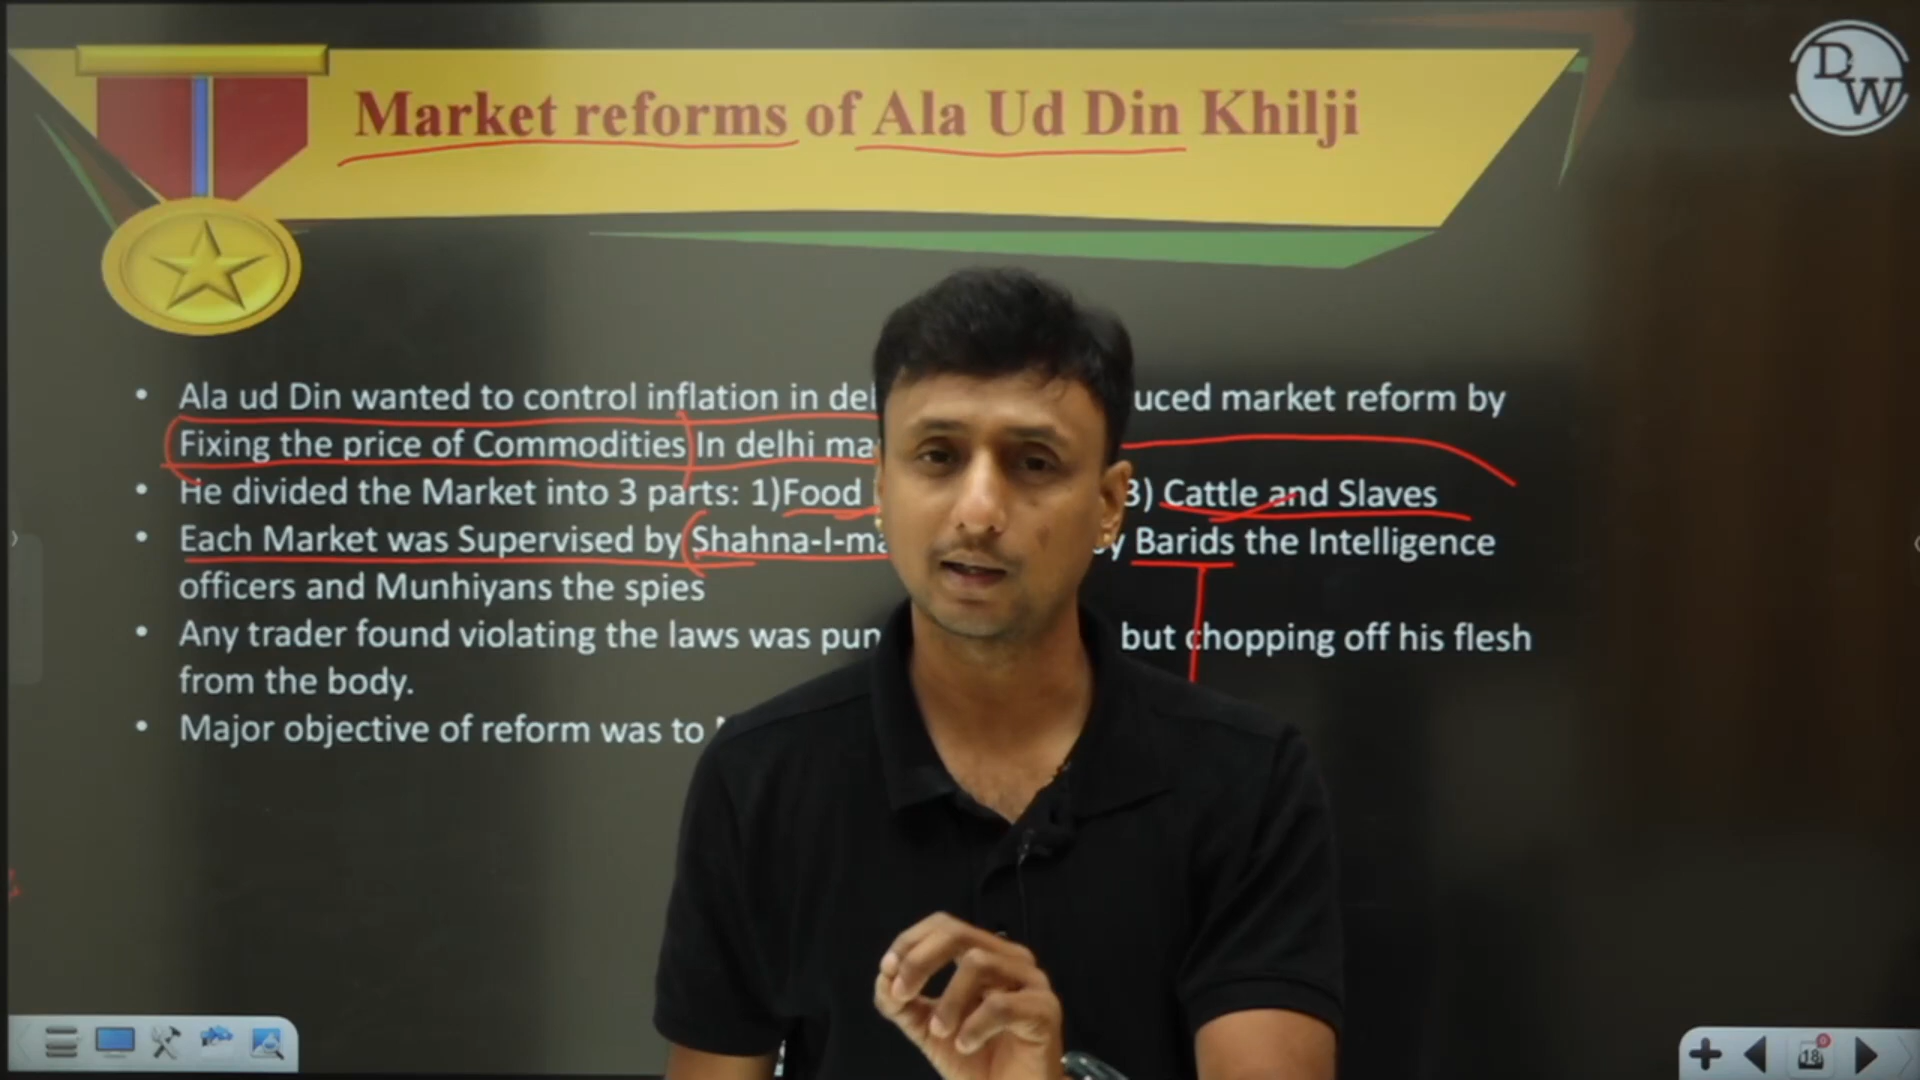 Market reforms of Ala Ud Din Khilji
DW
• Ala ud Din wanted to control inflation in del uced market reform by
Fixing the price of Commodities In delhi ma
• He divided the Market into 3 parts: 1)Food 3) Cattle and Slaves
• Each Market was Supervised by Shahna-I-ma by Barids the Intelligence
officers and Munhiyans the spies
• Any trader found violating the laws was pun but chopping off his flesh
from the body.
• Major objective of reform was to
18